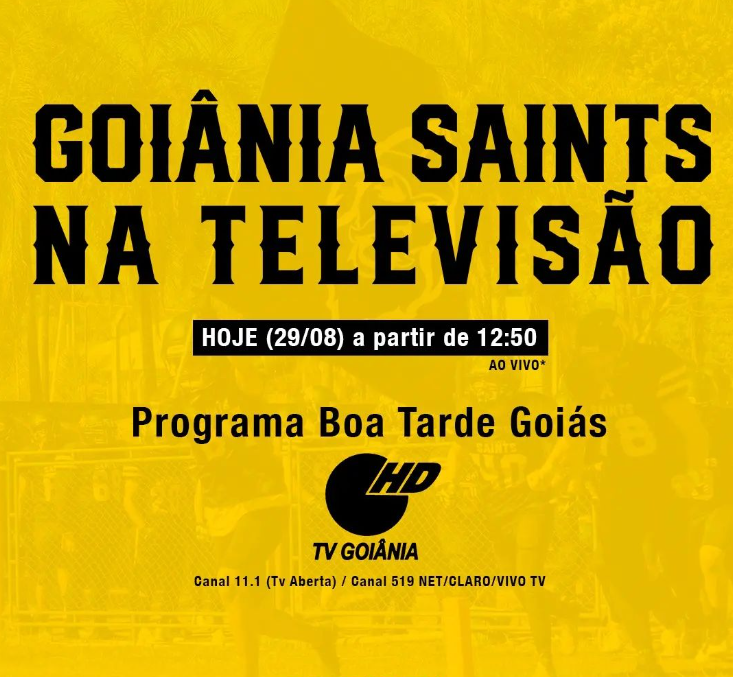 GOIÂNIA SAINTS
NA TELEVISÃO
HOJE (29/08) a partir de 12:50
AO VIVO*
Programa Boa Tarde Goiás
HD
TV GOIÂNIA
Canal 11.1 (Tv Aberta) / Canal 519 NET/CLARO/VIVO TV